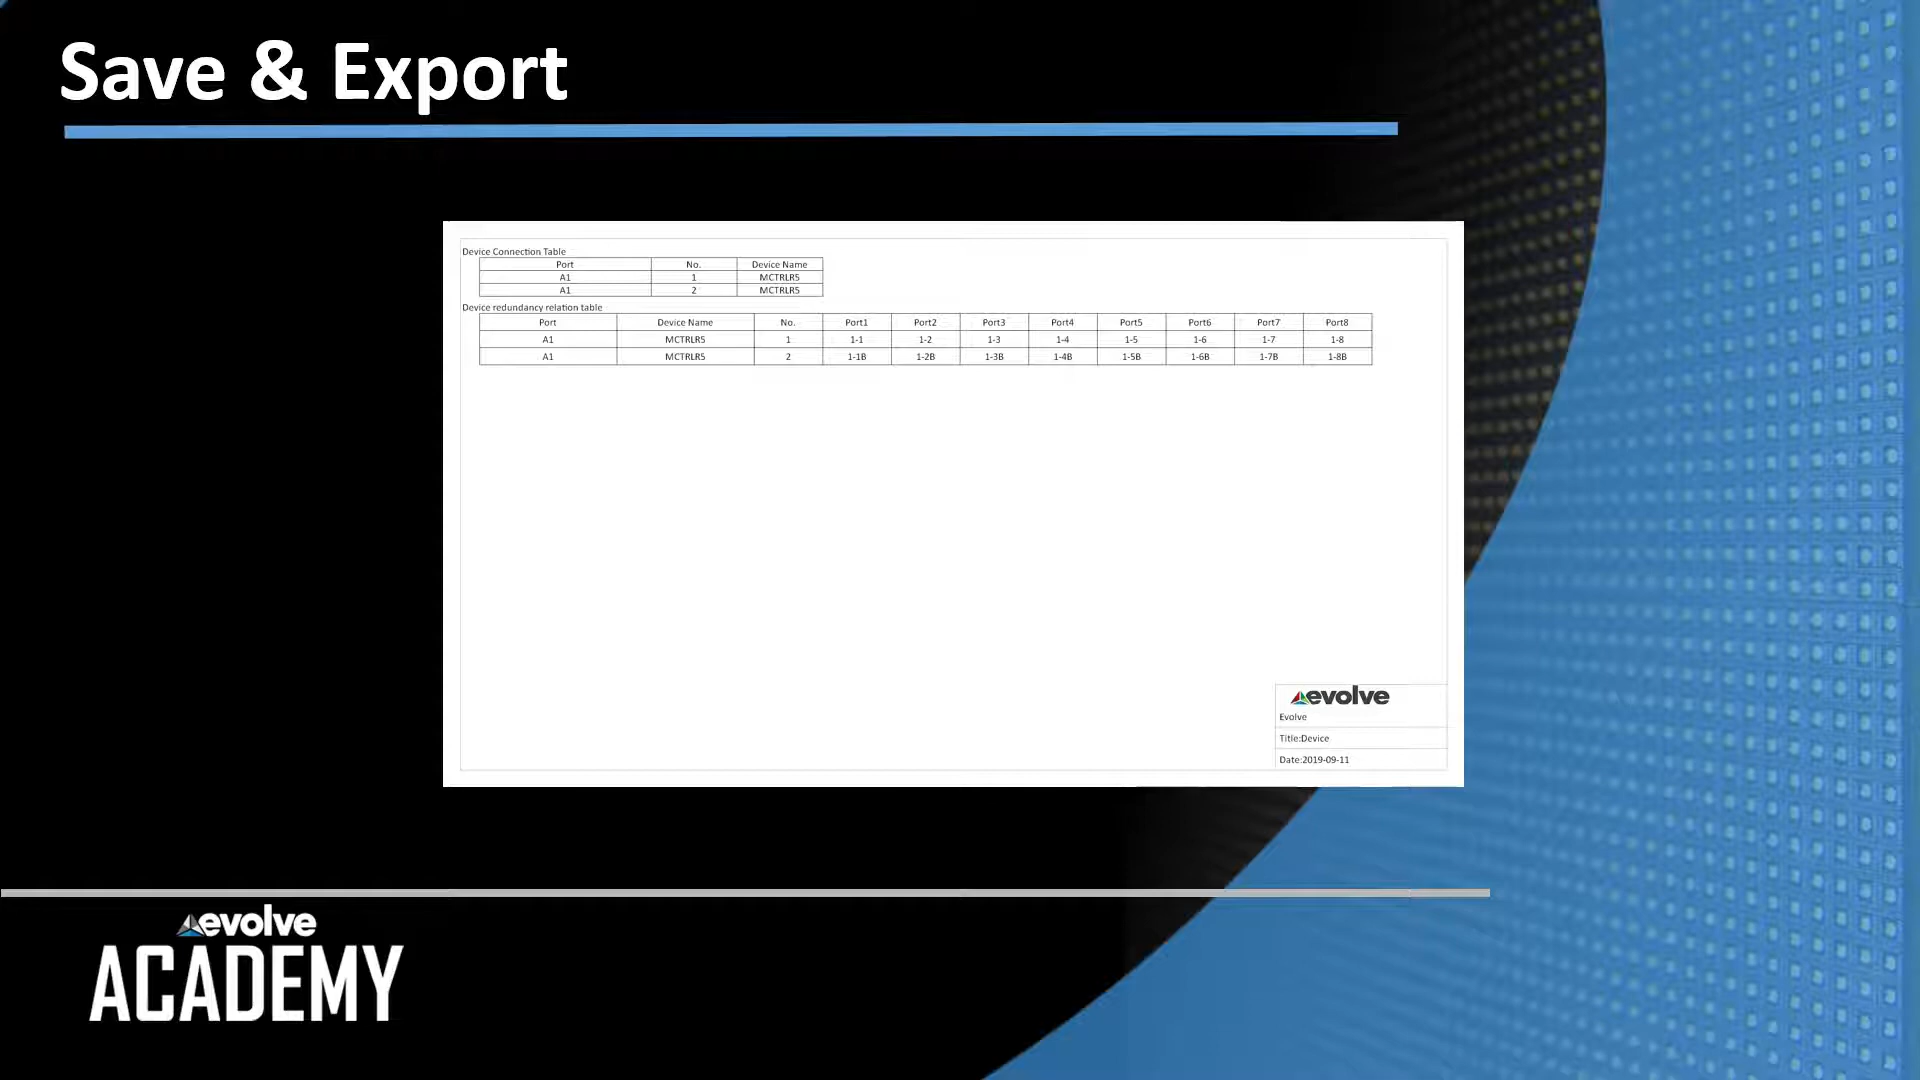 Save & Export
Device Connection Table
Port No. Device Name
A1 1 MCTRLR5
A1 2 MCTRLR5
Device redundancy relation table
Port Device Name No. Port1 Port2 Port3 Port4 Port5 Port6 Port7 Port8
A1 MCTRLR5 1 1-1 1-2 1-3 1-4 1-5 1-6 1-7 1-8
A1 MCTRLR5 2 1-1B 1-2B 1-3B 1-4B 1-5B 1-6B 1-7B 1-8B
evolve
Evolve
Title:Device
Date:2019-09-11
evolve
ACADEMY